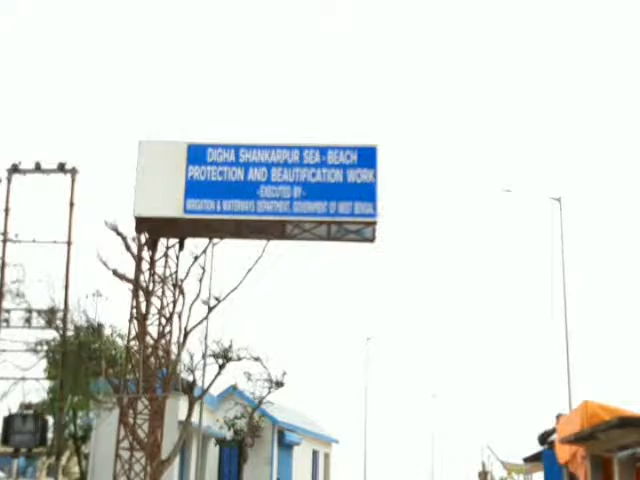 DIGHA SHANKARPUR SEA - BEACH
PROTECTION AND BEAUTIFICATION WORK
- EXECUTED BY -
IRRIGATION & WATERWAYS DEPARTMENT, GOVERNMENT OF WEST BENGAL